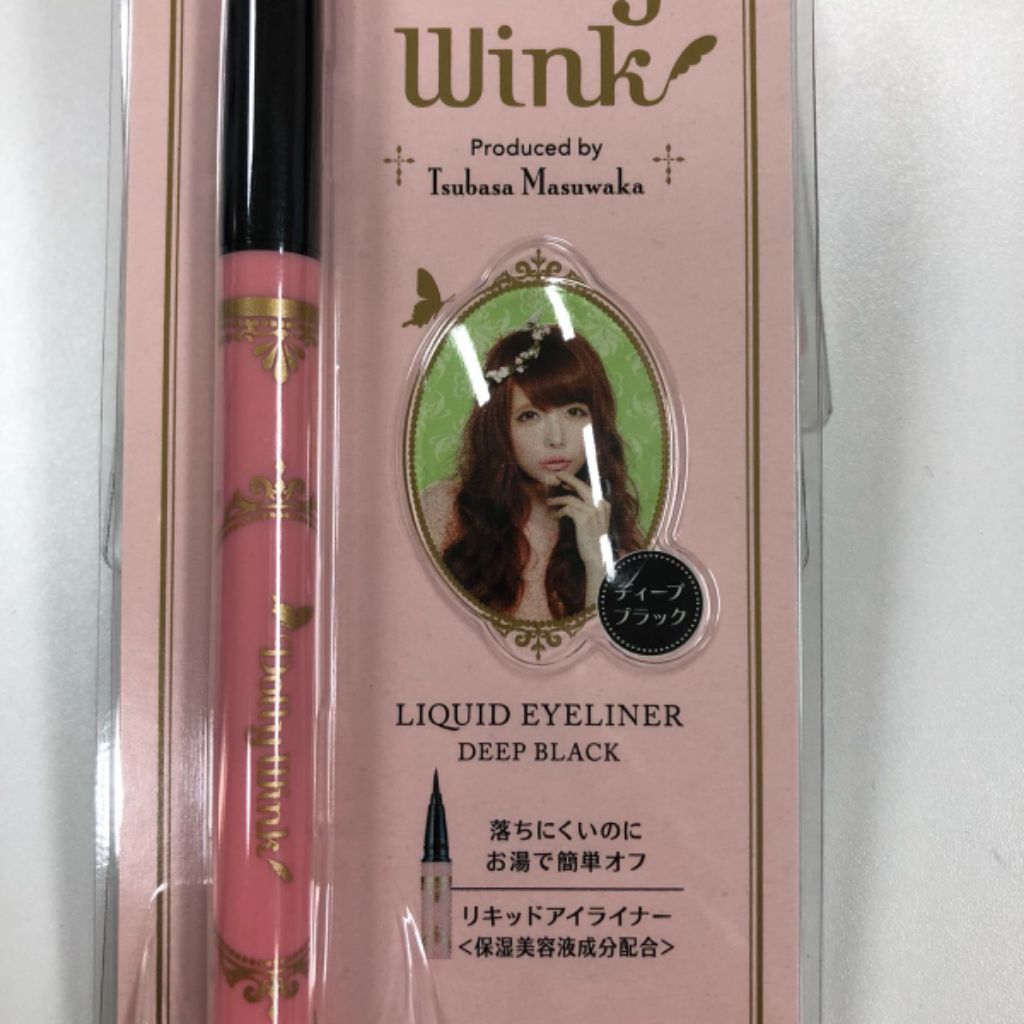 Wink
Produced by
Tsubasa Masuwaka
ディープ
ブラック
LIQUID EYELINER
DEEP BLACK
落ちにくいのに
お湯で簡単オフ
リキッドアイライナー
<保湿美容液成分配合>
Dolly Wink